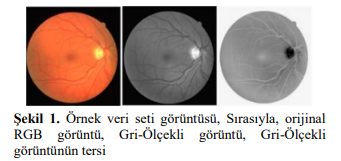 Şekil 1. Örnek veri seti görüntüsü, Sırasıyla, orijinal
RGB görüntü, Gri-Ölçekli görüntü, Gri-Ölçekli
görüntünün tersi